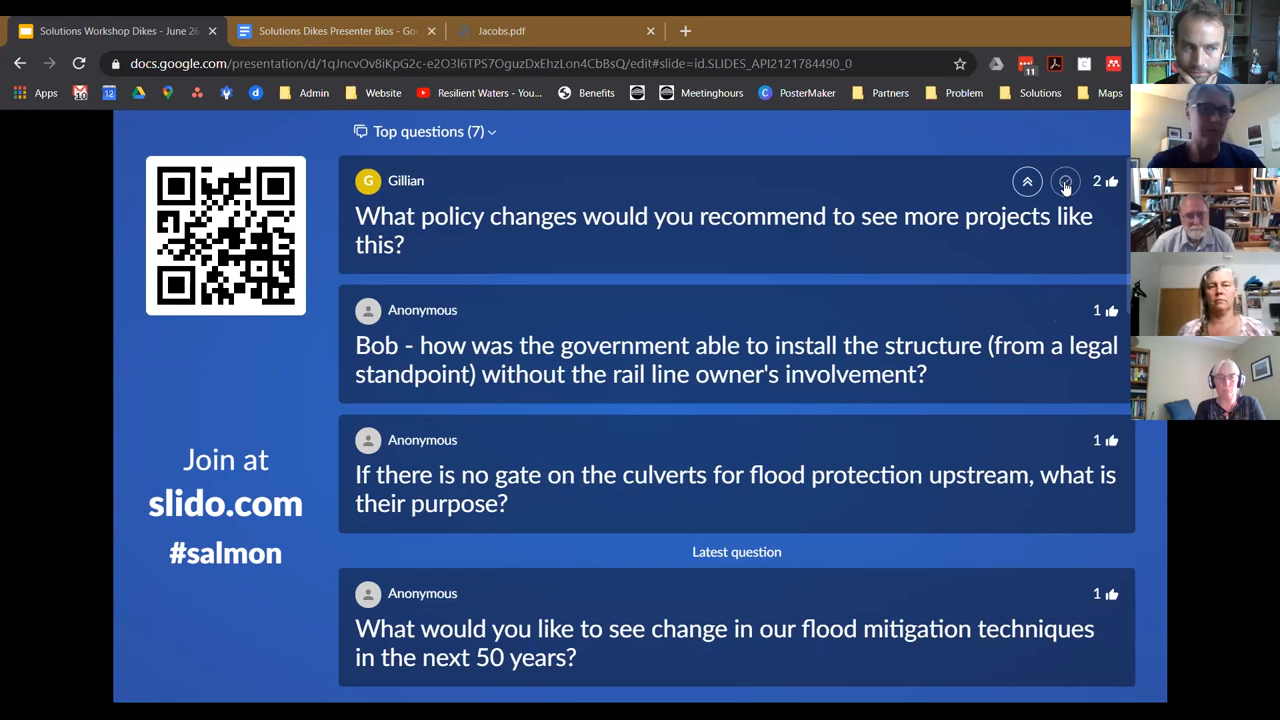 Solutions Workshop Dikes - June 26
Solutions Dikes Presenter Bios - Goo
Jacobs.pdf
docs.google.com/presentation/d/1qJncvOv8iKpG2c-e2O3l6TPS7OguzDxEhzLon4CbBsQ/edit#slide=id.SLIDES_API2121784490_0
11
Apps
10
12
Admin
Website
Resilient Waters - You...
Benefits
Meetinghours
PosterMaker
Partners
Problem
Solutions
Maps
Top questions (7)
G Gillian
2
What policy changes would you recommend to see more projects like
this?
Anonymous
1
Bob - how was the government able to install the structure (from a legal
standpoint) without the rail line owner's involvement?
Anonymous
1
If there is no gate on the culverts for flood protection upstream, what is
their purpose?
Latest question
Anonymous
1
What would you like to see change in our flood mitigation techniques
in the next 50 years?
Join at
slido.com
#salmon